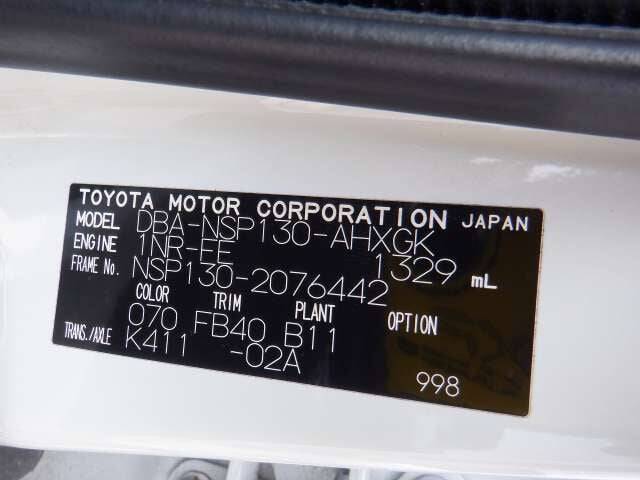 TOYOTA MOTOR CORPORATION JAPAN
MODEL DBA-NSP130-AHXGK
ENGINE 1NR-FE 1329 mL
FRAME No. NSP130-2076442
COLOR TRIM PLANT OPTION
070 FB40 B11
TRANS./AXLE K411 -02A
998